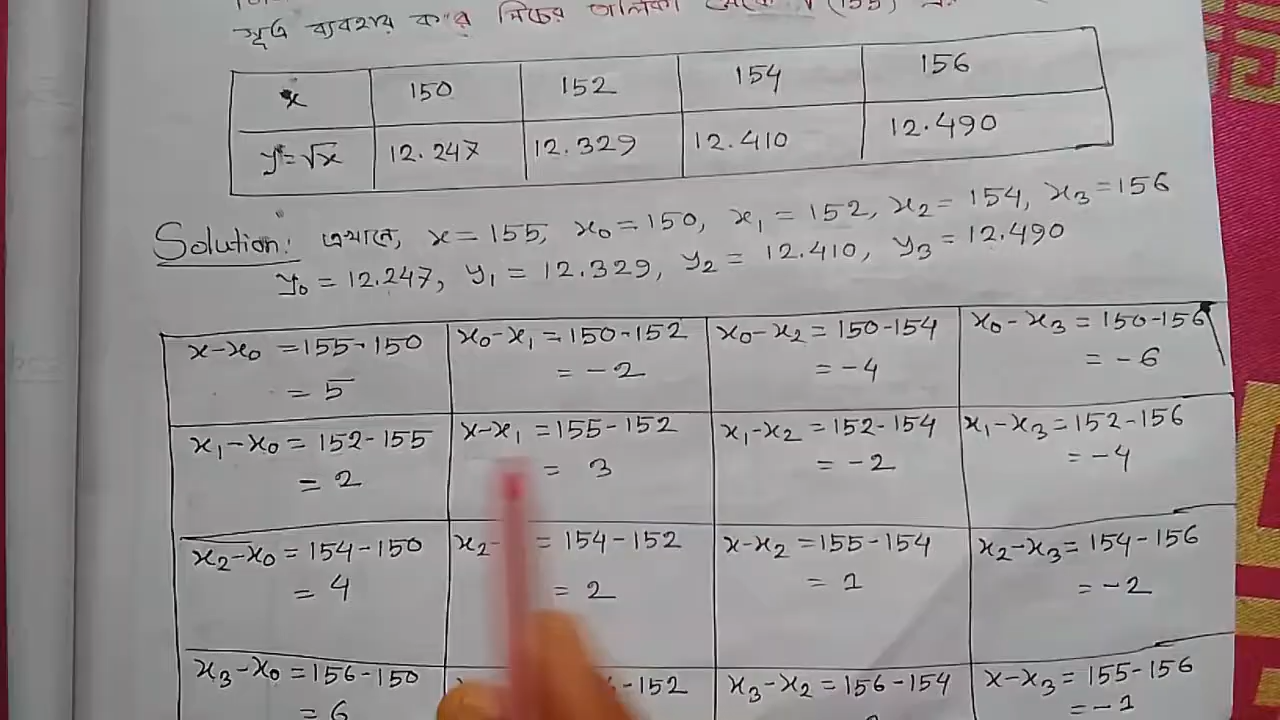 সূত্র ব্যবহার করে নিচের তালিকা থেকে √(155)
x 150 152 154 156
y=√x 12.247 12.329 12.410 12.490
Solution: এখানে, x = 155, x₀ = 150, x₁ = 152, x₂ = 154, x₃ = 156
y₀ = 12.247, y₁ = 12.329, y₂ = 12.410, y₃ = 12.490
x-x₀ = 155-150 x₀-x₁ = 150-152 x₀-x₂ = 150-154 x₀-x₃ = 150-156
= 5 = -2 = -4 = -6
x₁-x₀ = 152-155 x-x₁ = 155-152 x₁-x₂ = 152-154 x₁-x₃ = 152-156
= 2 = 3 = -2 = -4
x₂-x₀ = 154-150 x₂- = 154-152 x-x₂ = 155-154 x₂-x₃ = 154-156
= 4 = 2 = 1 = -2
x₃-x₀ = 156-150 -152 x₃-x₂ = 156-154 x-x₃ = 155-156
= 6 = -1